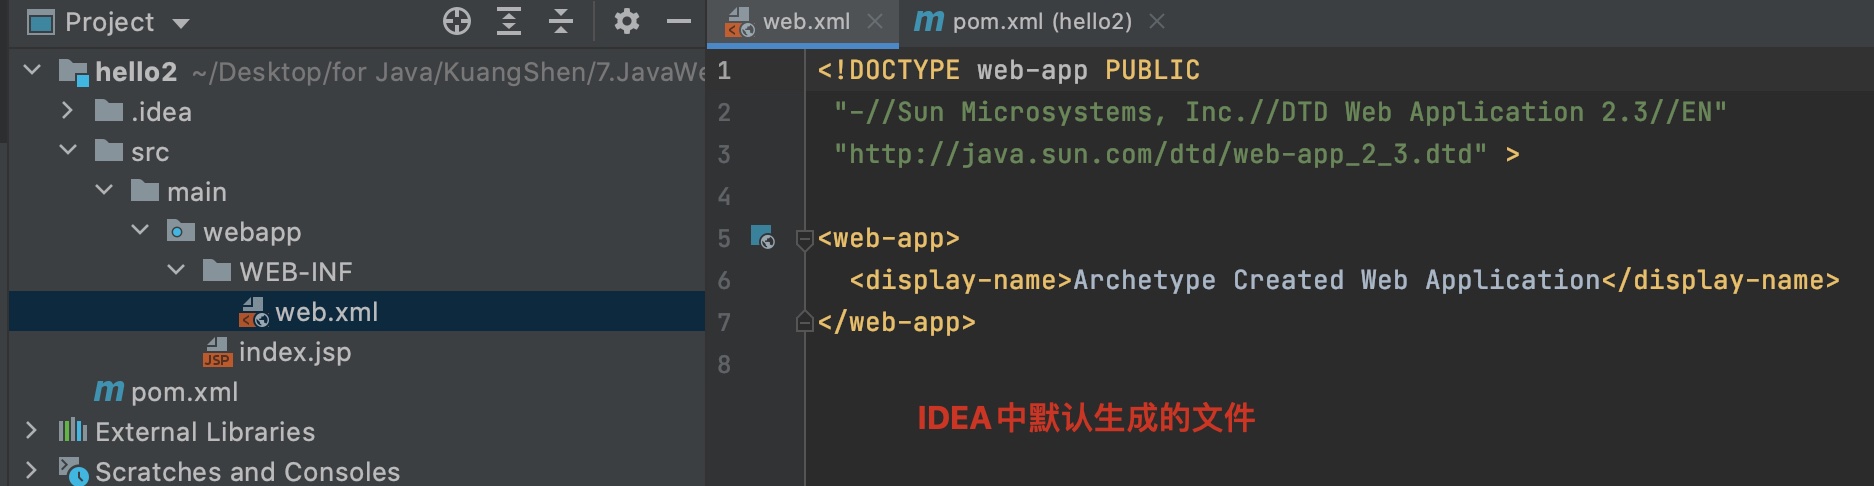 Project
hello2 ~/Desktop/for Java/KuangShen/7.JavaWe
.idea
src
main
webapp
WEB-INF
web.xml
index.jsp
pom.xml
External Libraries
Scratches and Consoles
web.xml
pom.xml (hello2)
1 <!DOCTYPE web-app PUBLIC
2 "-//Sun Microsystems, Inc.//DTD Web Application 2.3//EN"
3 "http://java.sun.com/dtd/web-app_2_3.dtd" >
4
5 <web-app>
6 <display-name>Archetype Created Web Application</display-name>
7 </web-app>
8
IDEA中默认生成的文件